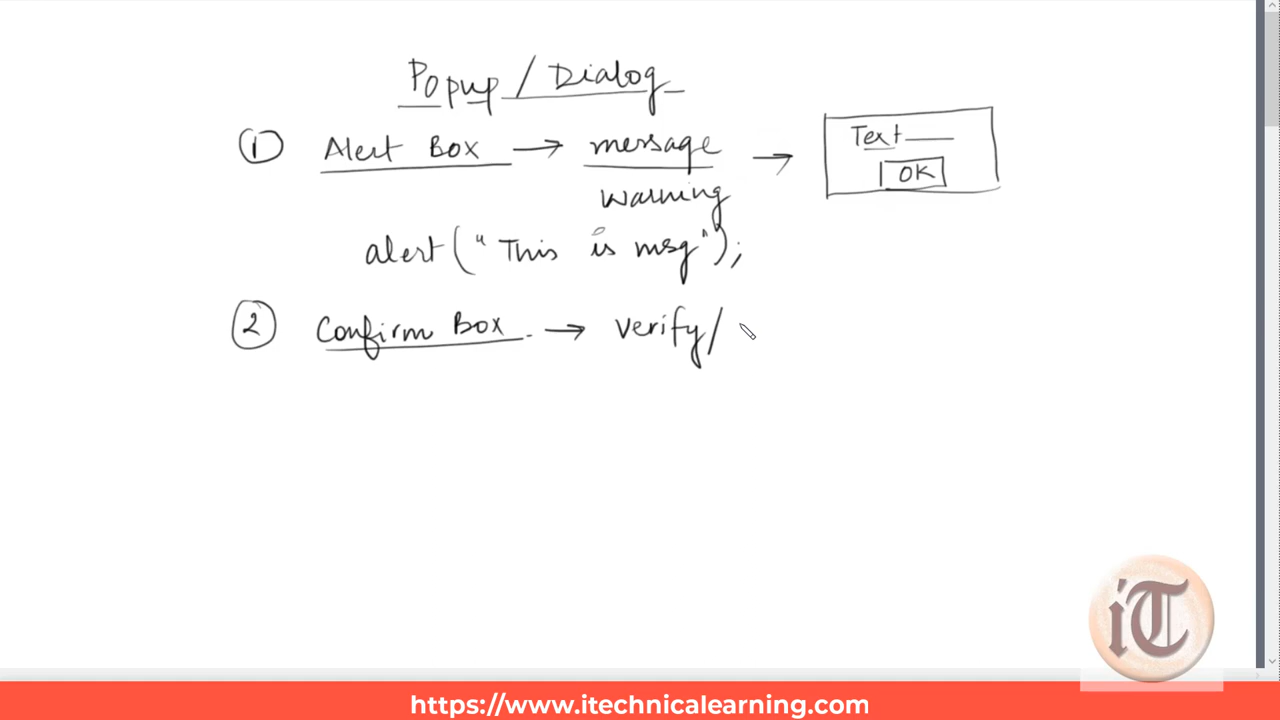 Popup / Dialog
① Alert Box → message →
warning
Text
OK
alert ("This is msg");
② Confirm Box → verify/
iT
https://www.itechnicalearning.com